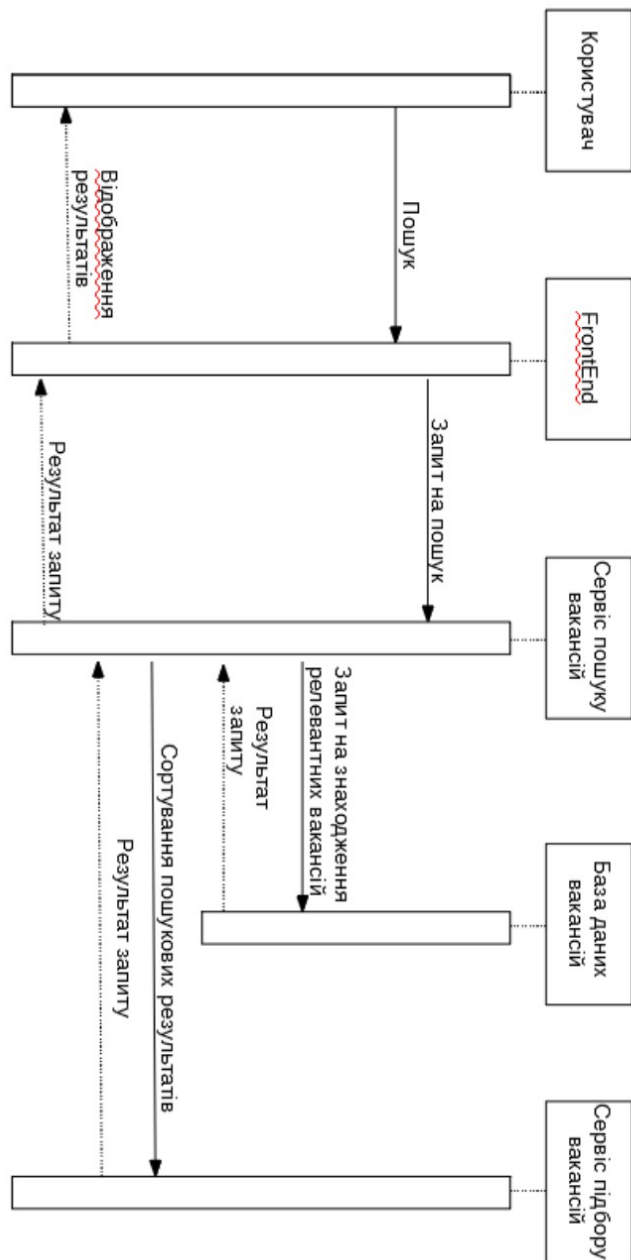 Користувач
FrontEnd
Сервіс пошуку
вакансій
База даних
вакансій
Сервіс підбору
вакансій
Пошук
Запит на пошук
Запит на знаходження
релевантних вакансій
Результат
запиту
Сортування пошукових результатів
Результат запиту
Результат запиту
Відображення
результатів